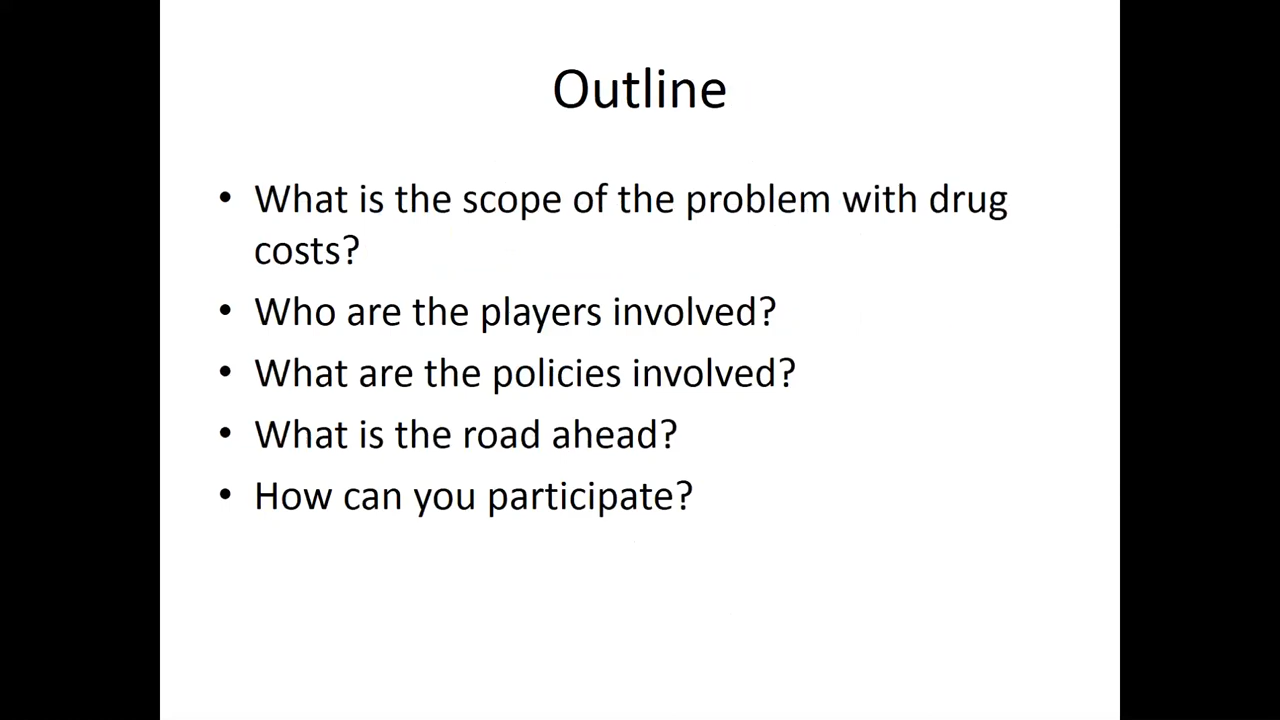 Outline
• What is the scope of the problem with drug
costs?
• Who are the players involved?
• What are the policies involved?
• What is the road ahead?
• How can you participate?